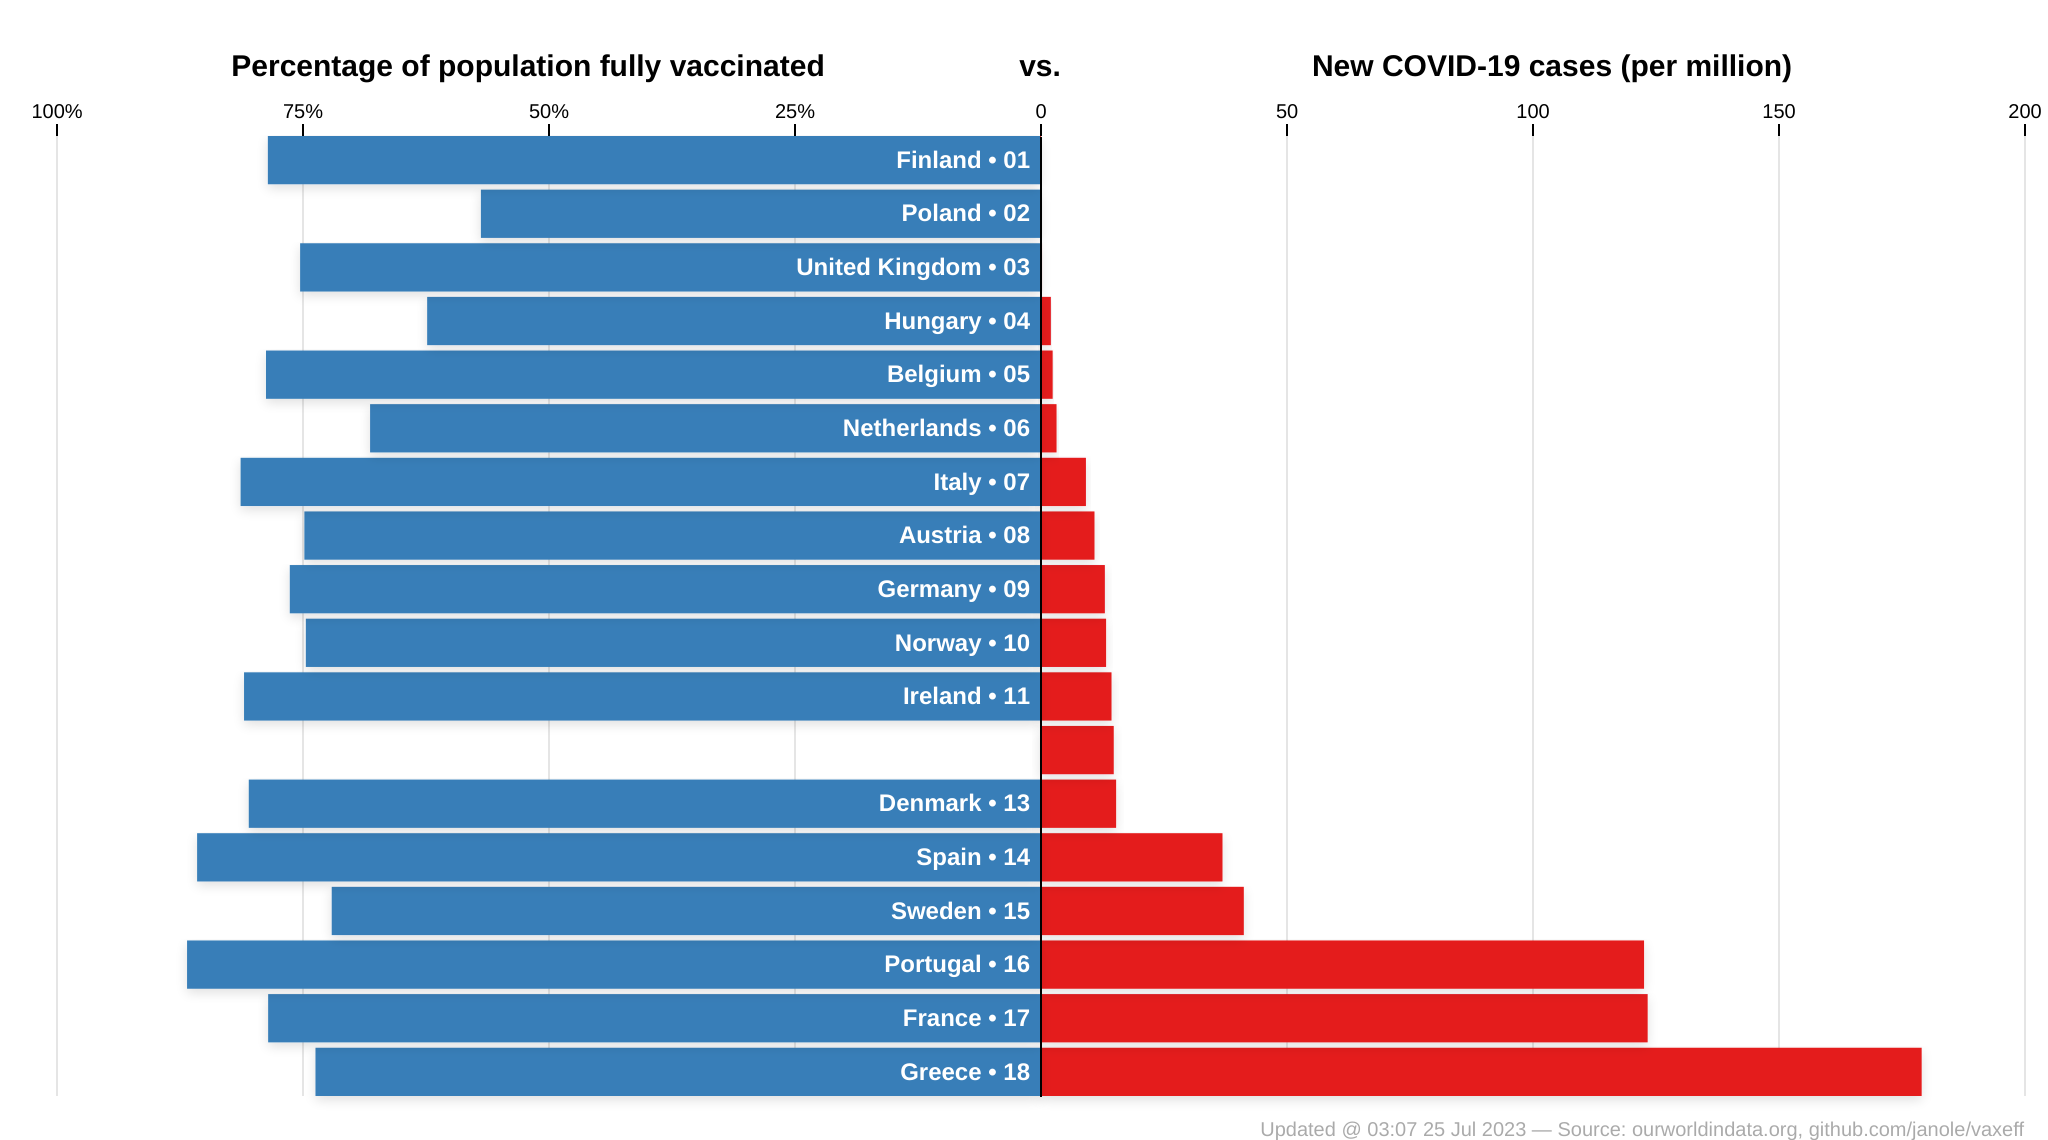 Percentage of population fully vaccinated vs. New COVID-19 cases (per million)
100% 75% 50% 25% 0 50 100 150 200
Finland • 01
Poland • 02
United Kingdom • 03
Hungary • 04
Belgium • 05
Netherlands • 06
Italy • 07
Austria • 08
Germany • 09
Norway • 10
Ireland • 11
Denmark • 13
Spain • 14
Sweden • 15
Portugal • 16
France • 17
Greece • 18
Updated @ 03:07 25 Jul 2023 — Source: ourworldindata.org, github.com/janole/vaxeff